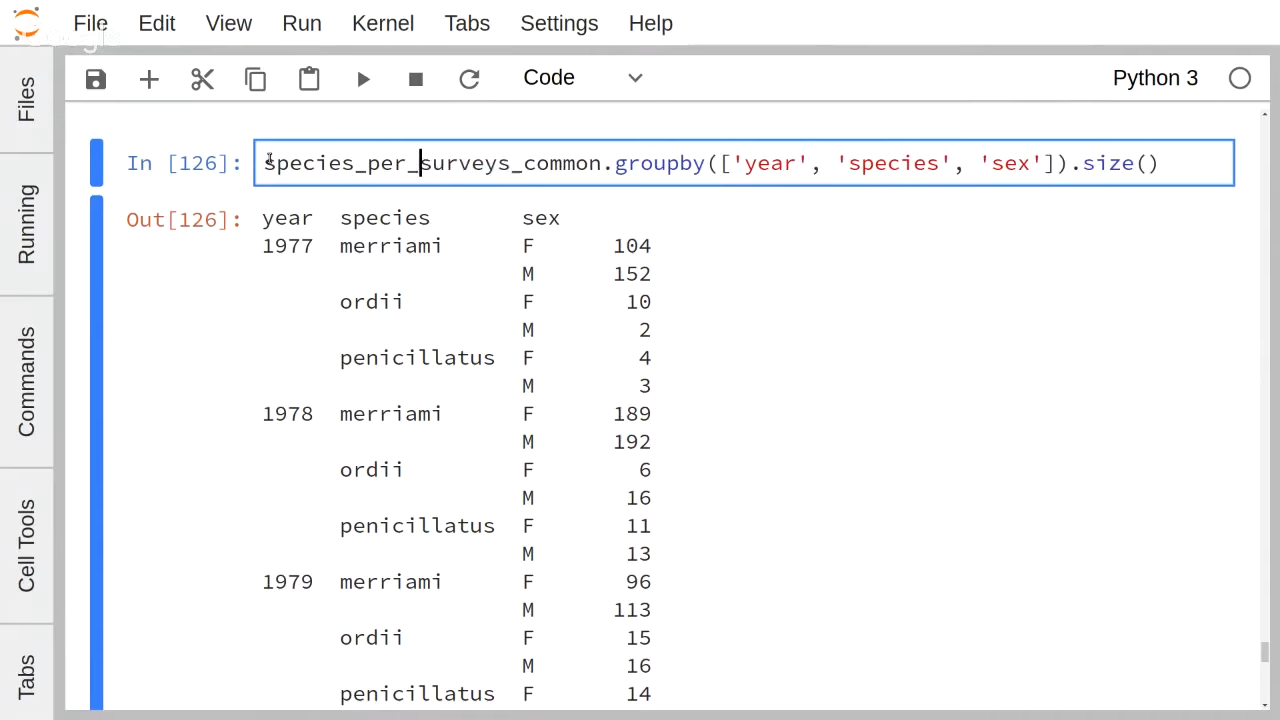 File Edit View Run Kernel Tabs Settings Help
Code Python 3
Files
Running
Commands
Cell Tools
Tabs
In [126]: species_per_surveys_common.groupby(['year', 'species', 'sex']).size()
Out[126]: year species sex
1977 merriami F 104
M 152
ordii F 10
M 2
penicillatus F 4
M 3
1978 merriami F 189
M 192
ordii F 6
M 16
penicillatus F 11
M 13
1979 merriami F 96
M 113
ordii F 15
M 16
penicillatus F 14